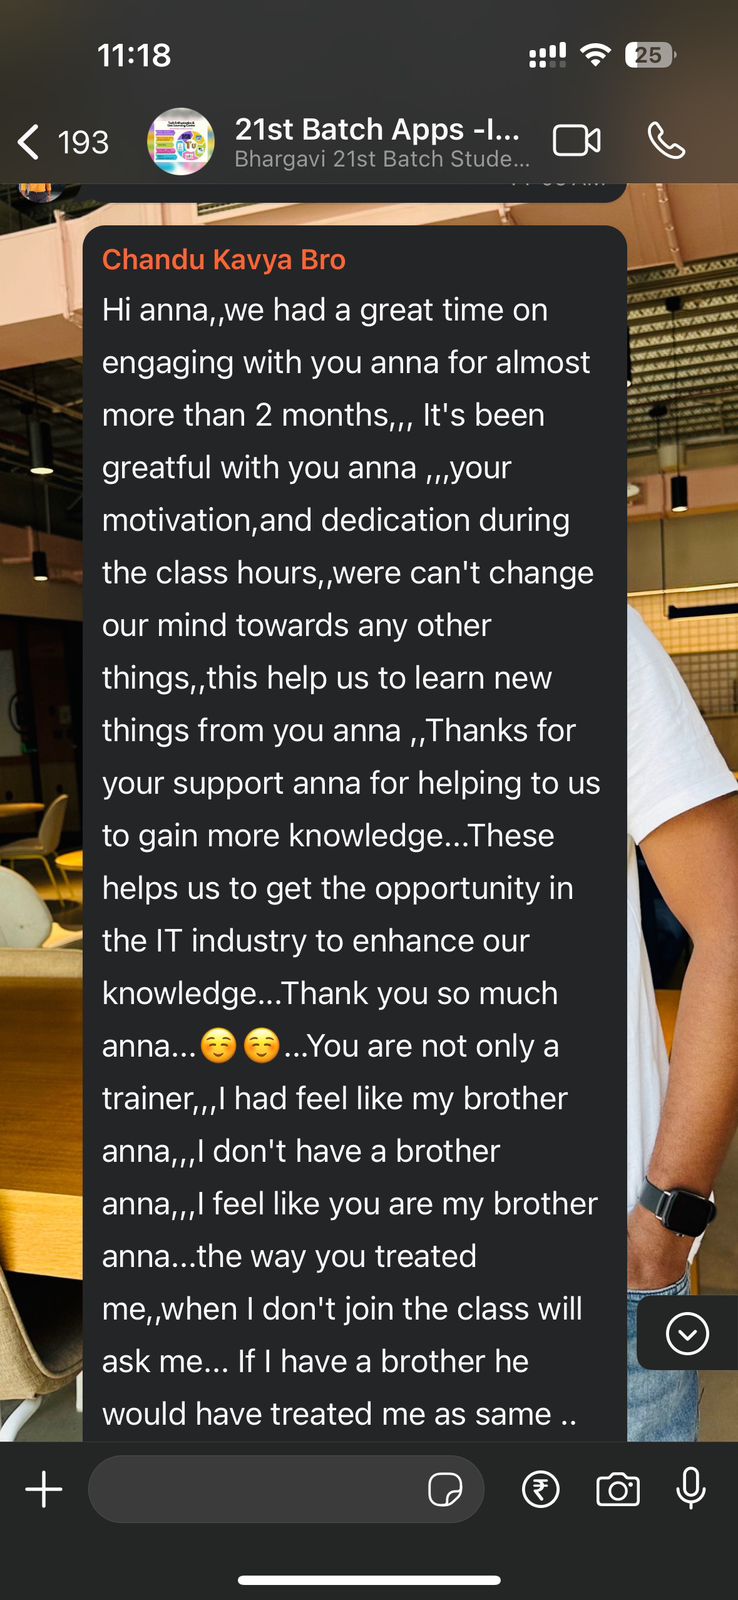 11:18
25
193
21st Batch Apps -I...
Bhargavi 21st Batch Stude...
Chandu Kavya Bro
Hi anna,,we had a great time on
engaging with you anna for almost
more than 2 months,,, It's been
greatful with you anna ,,,your
motivation,and dedication during
the class hours,,were can't change
our mind towards any other
things,,this help us to learn new
things from you anna ,,Thanks for
your support anna for helping to us
to gain more knowledge...These
helps us to get the opportunity in
the IT industry to enhance our
knowledge...Thank you so much
anna...☺️☺️...You are not only a
trainer,,,I had feel like my brother
anna,,,I don't have a brother
anna,,,I feel like you are my brother
anna...the way you treated
me,,when I don't join the class will
ask me... If I have a brother he
would have treated me as same ..